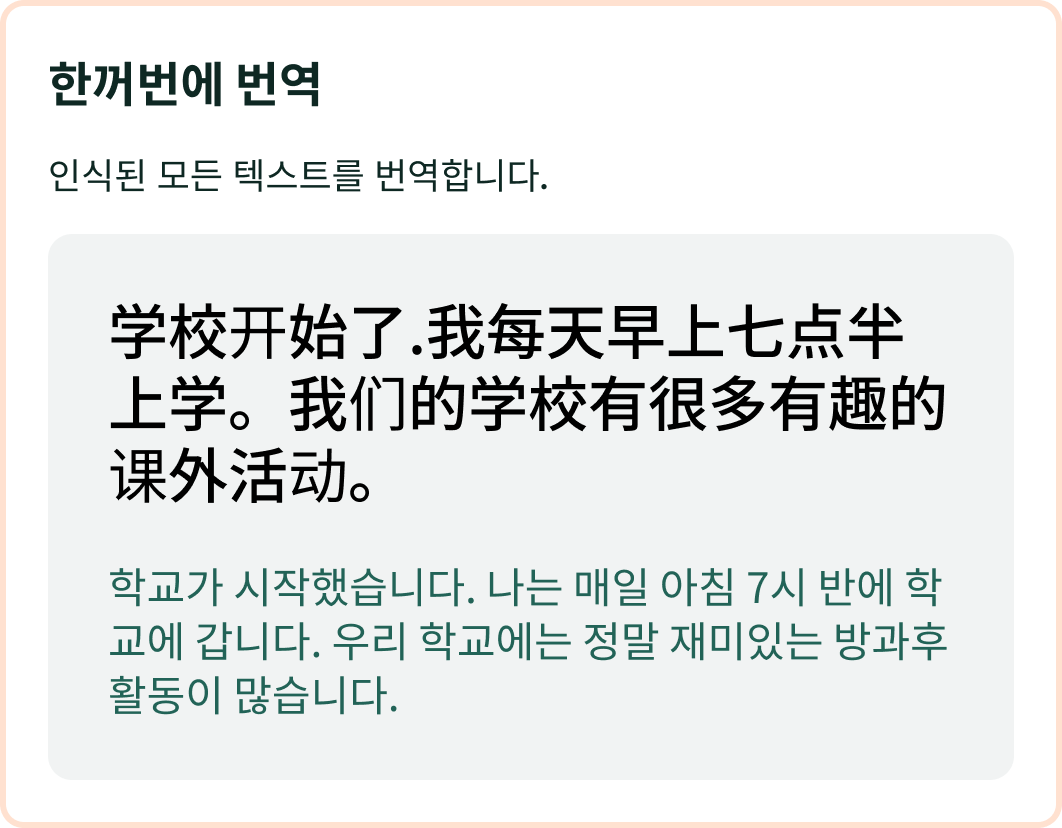 한꺼번에 번역
인식된 모든 텍스트를 번역합니다.
学校开始了.我每天早上七点半
上学。我们的学校有很多有趣的
课外活动。
학교가 시작했습니다. 나는 매일 아침 7시 반에 학
교에 갑니다. 우리 학교에는 정말 재미있는 방과후
활동이 많습니다.